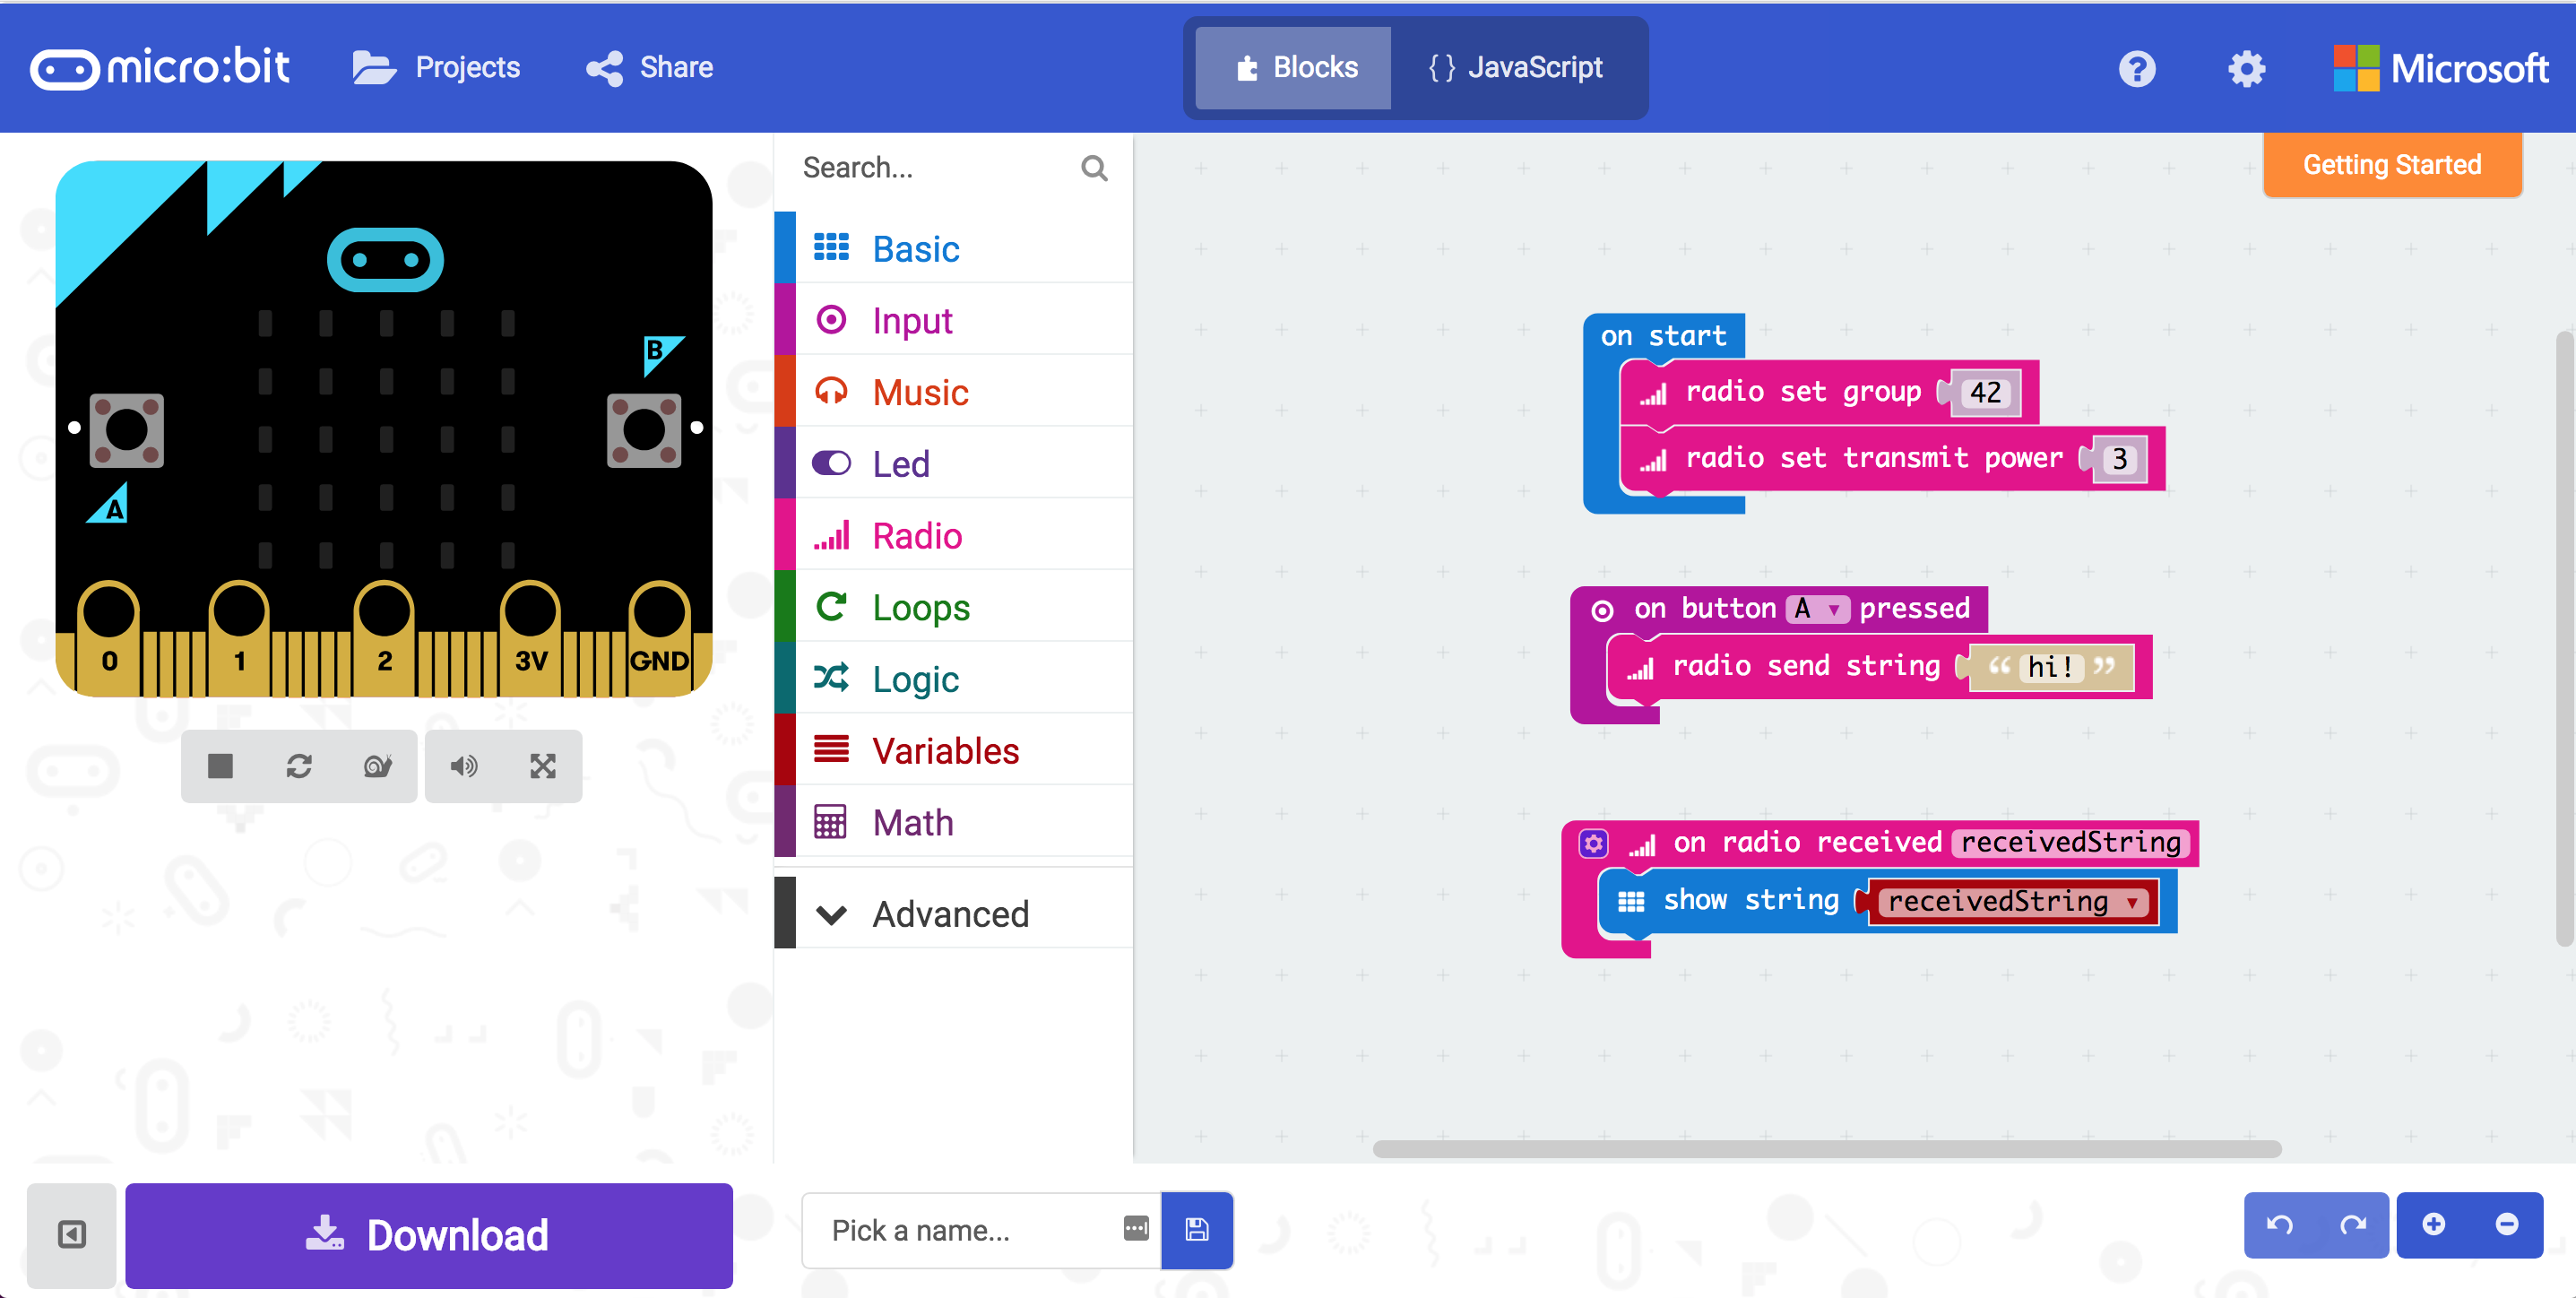 micro:bit
Projects
Share
Blocks
{ } JavaScript
Microsoft
Getting Started
Search...
Basic
Input
Music
Led
Radio
Loops
Logic
Variables
Math
Advanced
B
A
0 1 2 3V GND
on start
radio set group 42
radio set transmit power 3
on button A pressed
radio send string “ hi! ”
on radio received receivedString
show string receivedString
Download
Pick a name...